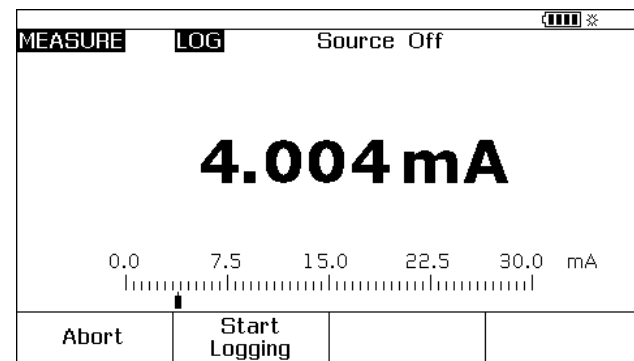 MEASURE LOG Source Off
4.004 mA
0.0 7.5 15.0 22.5 30.0 mA
Abort Start Logging